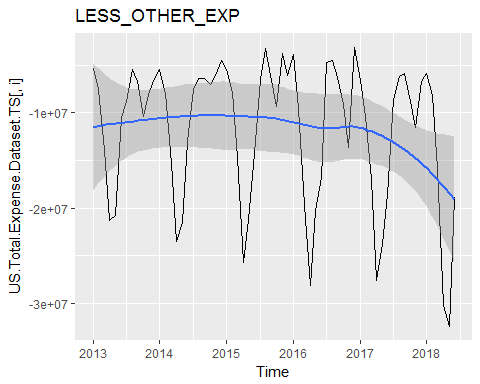 LESS_OTHER_EXP
US.Total.Expense.Dataset.TS[, i]
-1e+07
-2e+07
-3e+07
2013 2014 2015 2016 2017 2018
Time